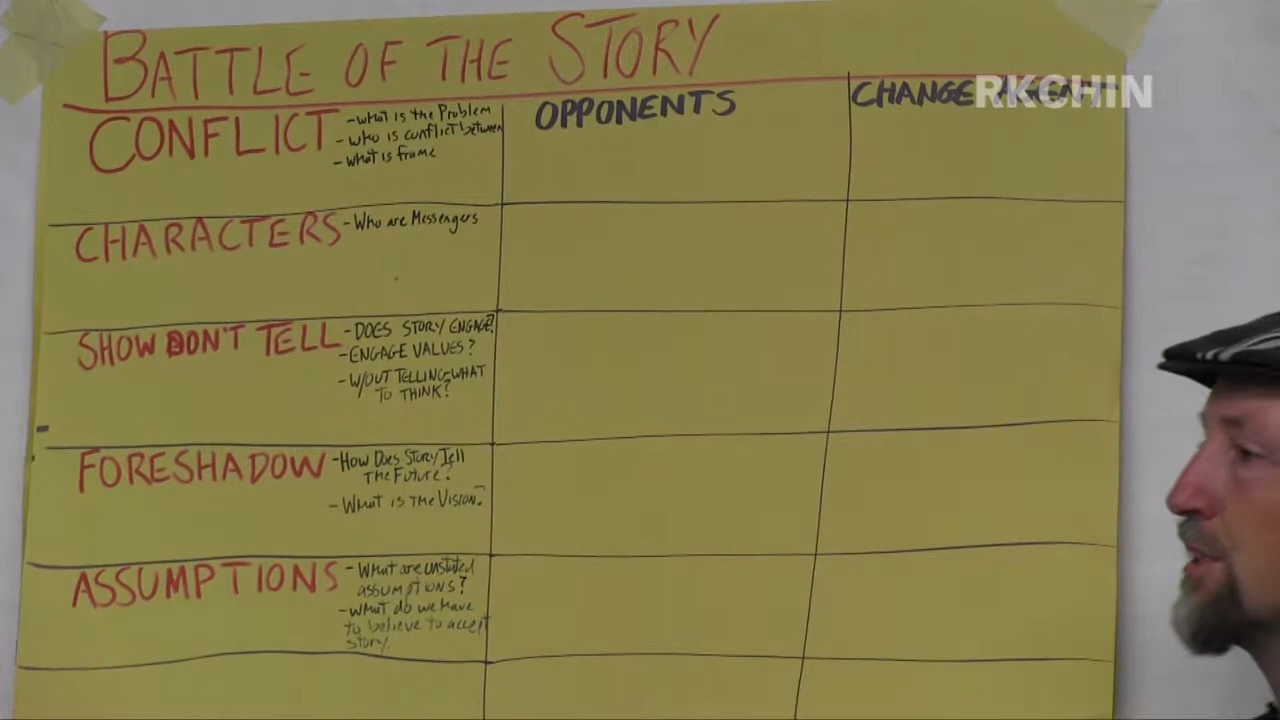 BATTLE OF THE STORY
RKCHIN
OPPONENTS
CHANGE AGENT
CONFLICT
-what is the Problem
-who is conflict between
-What is frame
CHARACTERS
-Who are Messengers
SHOW DON'T TELL
-DOES STORY ENGAGE?
-ENGAGE VALUES?
-W/OUT TELLING WHAT
TO THINK?
FORESHADOW
-How Does Story Tell
The Future?
-What is the Vision?
ASSUMPTIONS
-What are unstated
assumptions?
-What do we have
to believe to accept
story.